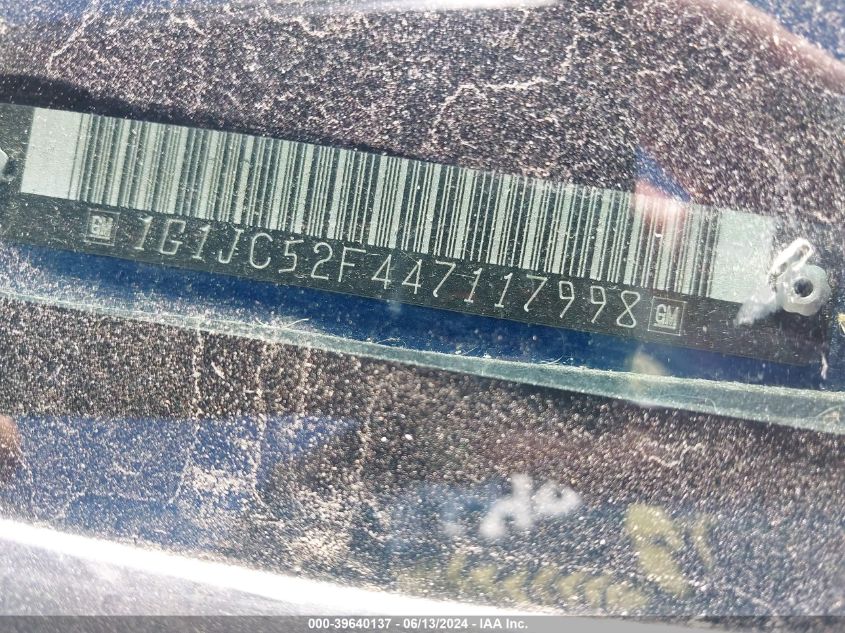 GM 1G1JC52F447117998 GM
000-39640137 - 06/13/2024 - IAA Inc.